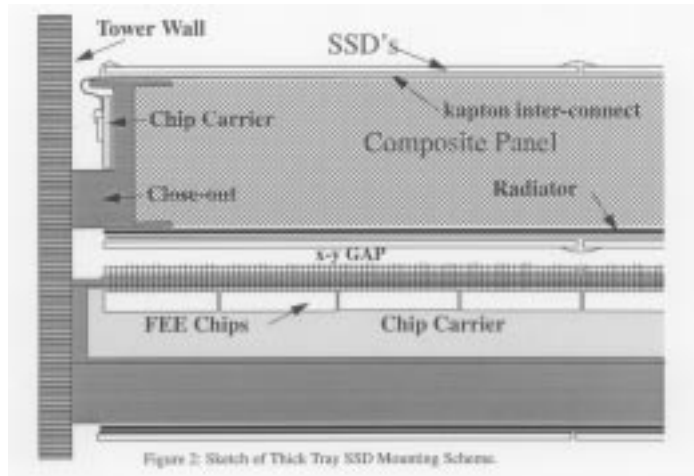 Tower Wall
SSD's
kapton inter-connect
Chip Carrier
Composite Panel
Close-out
Radiator
x-y GAP
FEE Chips
Chip Carrier
Figure 2: Sketch of Thick Tray SSD Mounting Scheme.